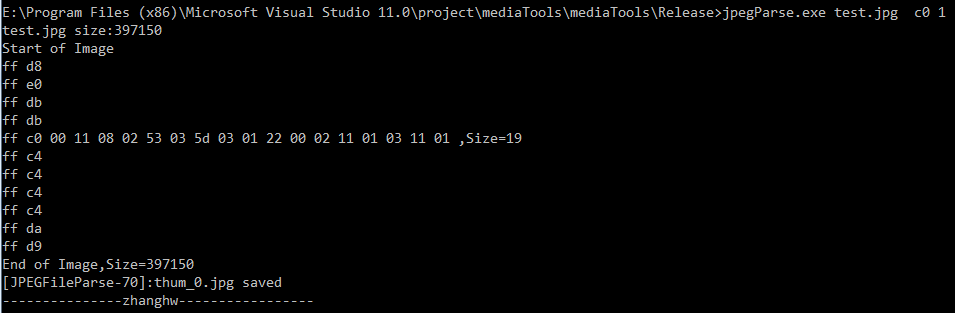 E:\Program Files (x86)\Microsoft Visual Studio 11.0\project\mediaTools\mediaTools\Release>jpegParse.exe test.jpg  c0 1
test.jpg size:397150
Start of Image
ff d8
ff e0
ff db
ff db
ff c0 00 11 08 02 53 03 5d 03 01 22 00 02 11 01 03 11 01 ,Size=19
ff c4
ff c4
ff c4
ff c4
ff da
ff d9
End of Image,Size=397150
[JPEGFileParse-70]:thum_0.jpg saved
---------------zhanghw-----------------